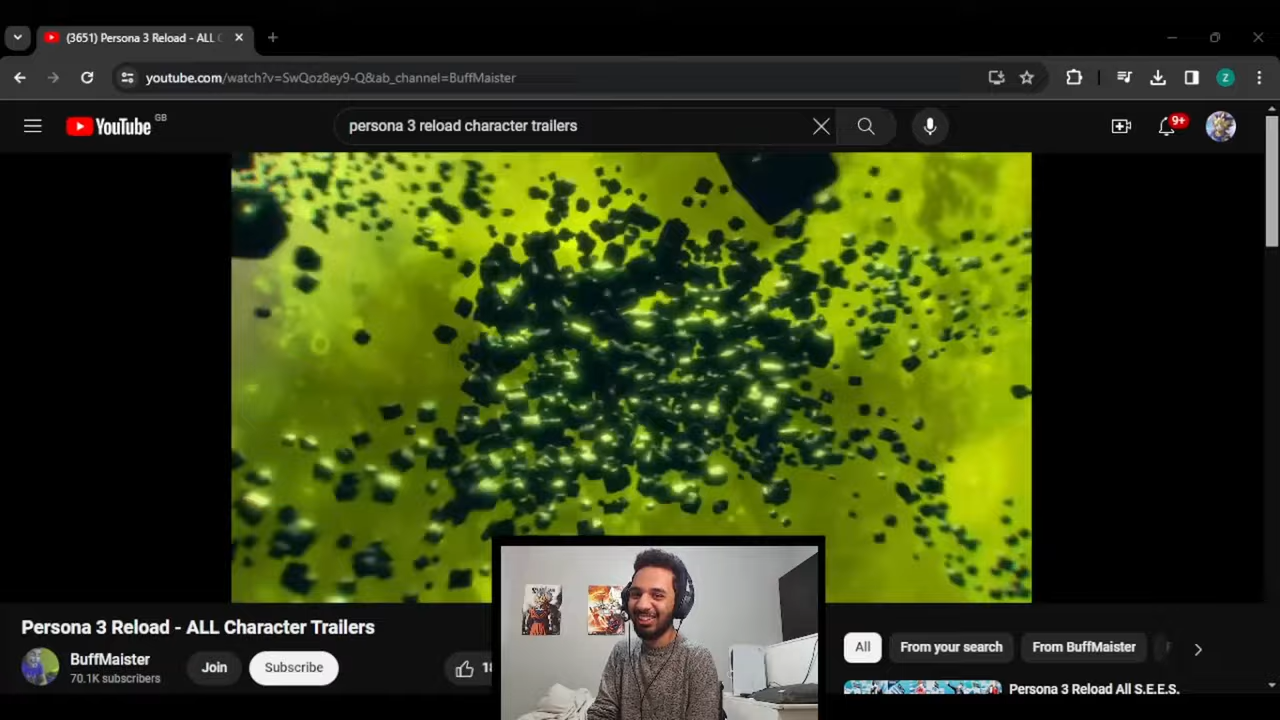 (3651) Persona 3 Reload - ALL C
youtube.com/watch?v=SwQoz8ey9-Q&ab_channel=BuffMaister
Z
YouTube GB
persona 3 reload character trailers
9+
Persona 3 Reload - ALL Character Trailers
BuffMaister
70.1K subscribers
Join
Subscribe
All
From your search
From BuffMaister
Persona 3 Reload All S.E.E.S.